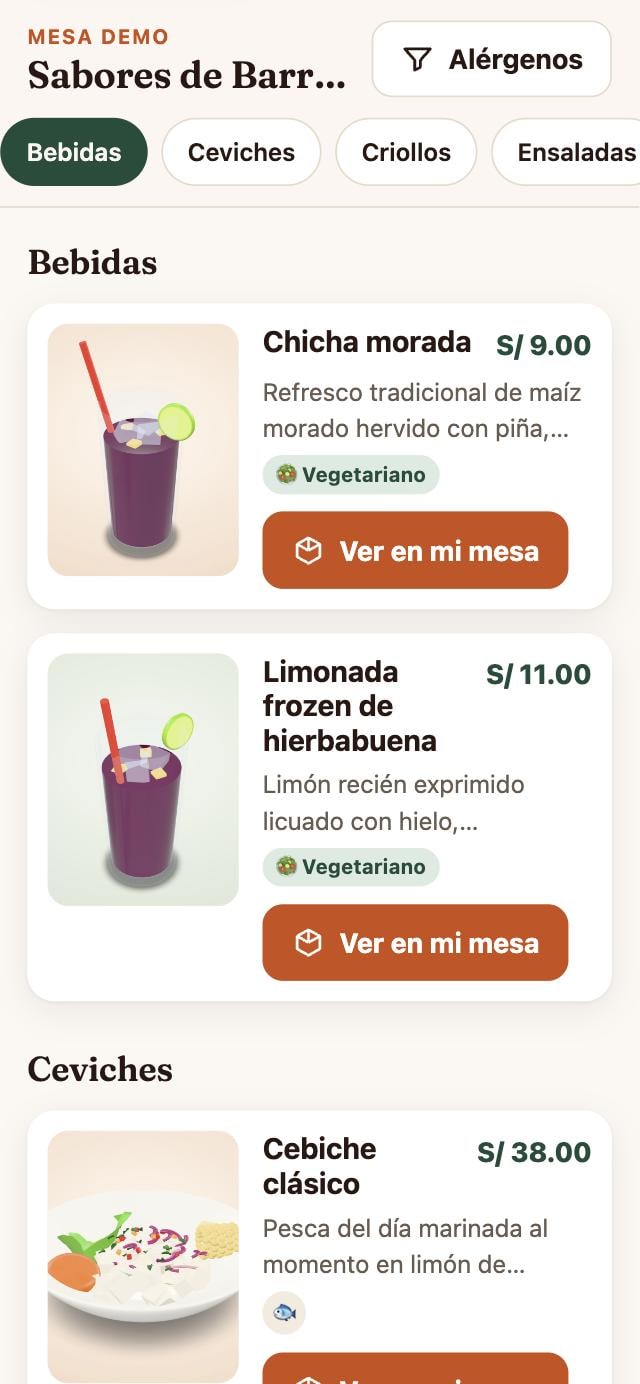 MESA DEMO
Sabores de Barr...
Alérgenos
Bebidas
Ceviches
Criollos
Ensaladas
Bebidas
Chicha morada
S/ 9.00
Refresco tradicional de maíz
morado hervido con piña,...
Vegetariano
Ver en mi mesa
Limonada
frozen de
hierbabuena
S/ 11.00
Limón recién exprimido
licuado con hielo,...
Vegetariano
Ver en mi mesa
Ceviches
Cebiche
clásico
S/ 38.00
Pesca del día marinada al
momento en limón de...